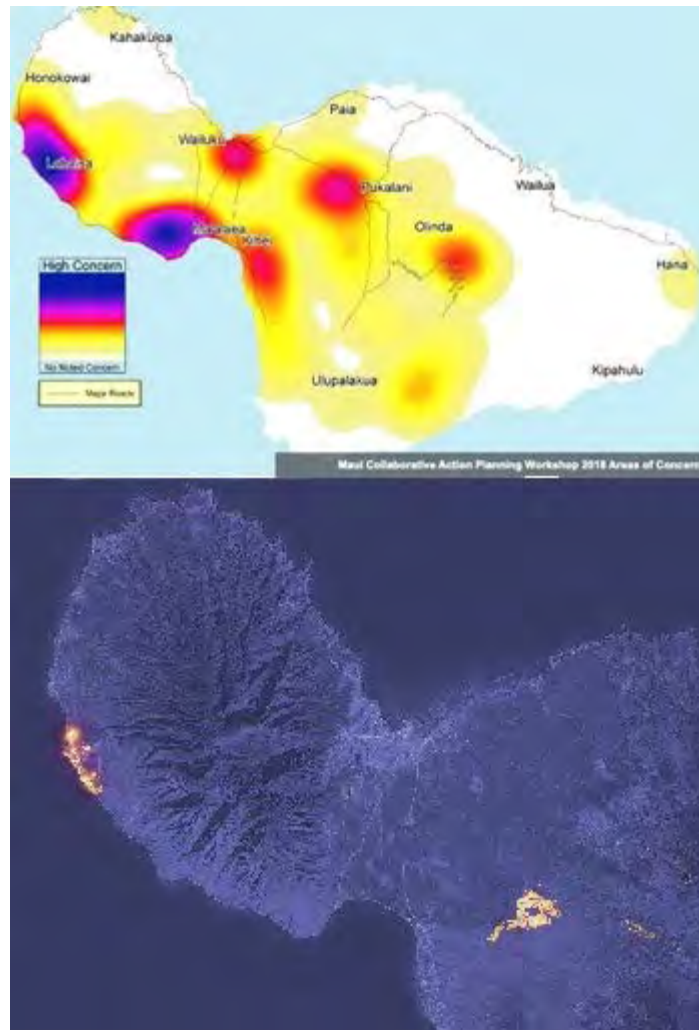 Kahakuloa
Honokowai
Paia
Wailuku
Lahaina
Pukalani
Wailua
Maalaea
Kihei
Olinda
Hana
High Concern
No Noted Concern
Major Roads
Ulupalakua
Kipahulu
Maui Collaborative Action Planning Workshop 2018 Areas of Concern